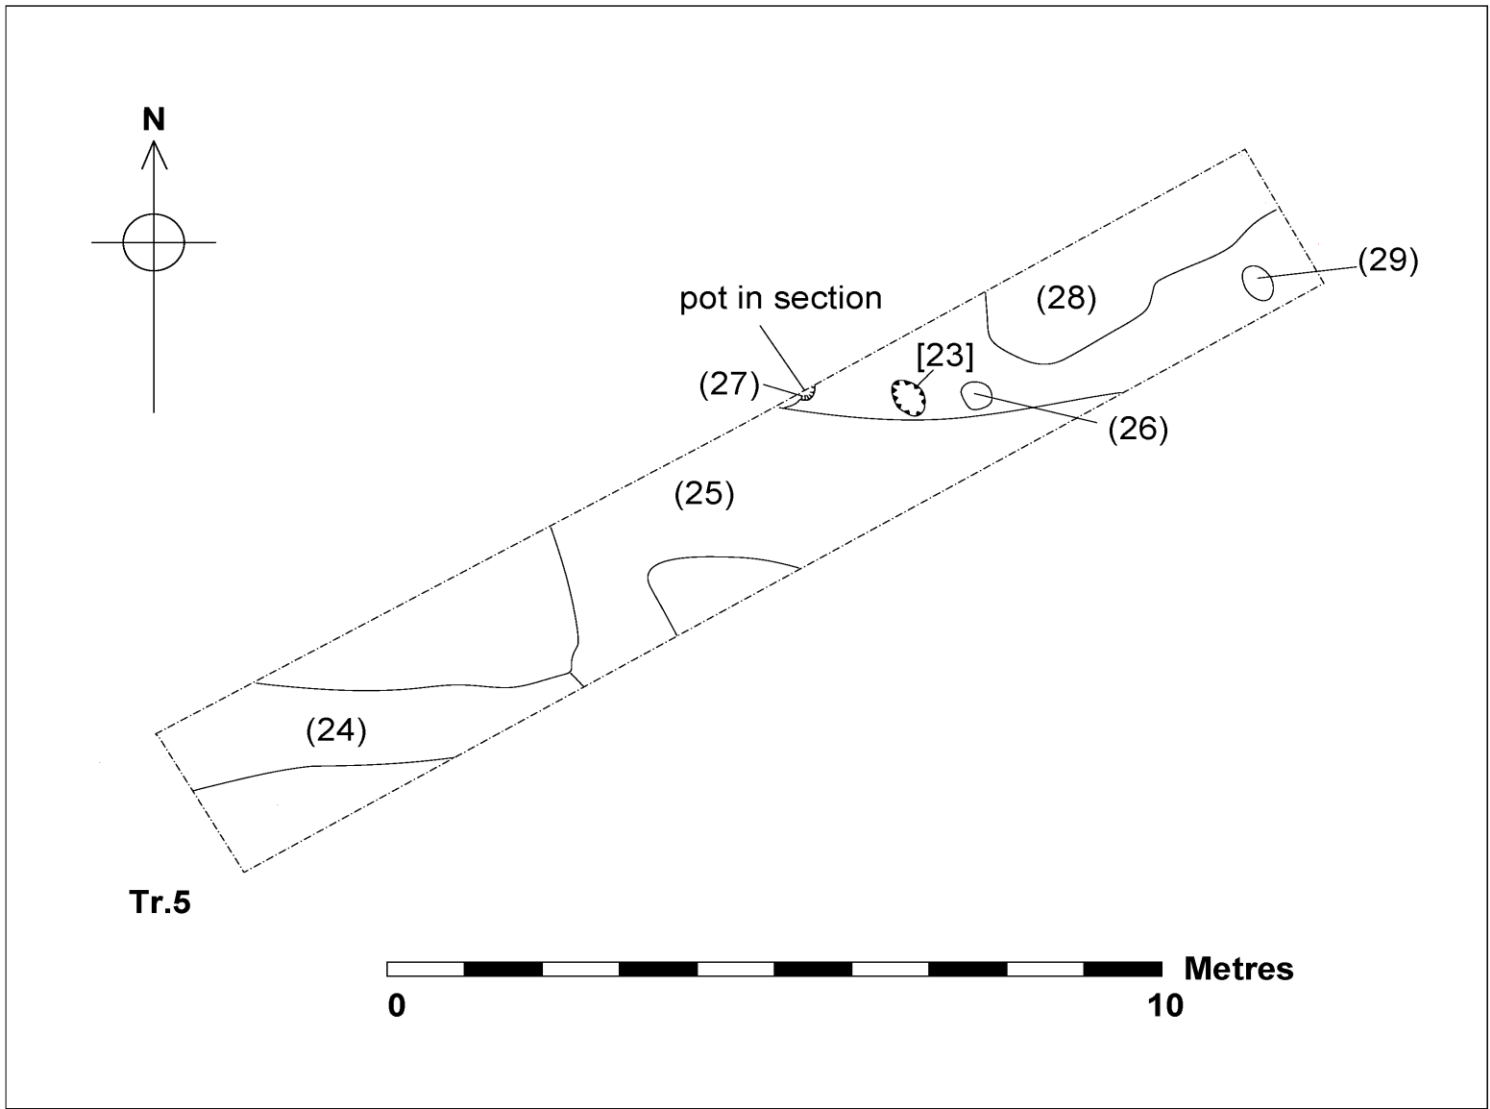 N
(29)
pot in section
(28)
[23]
(27)
(26)
(25)
(24)
Tr.5
Metres
0
10